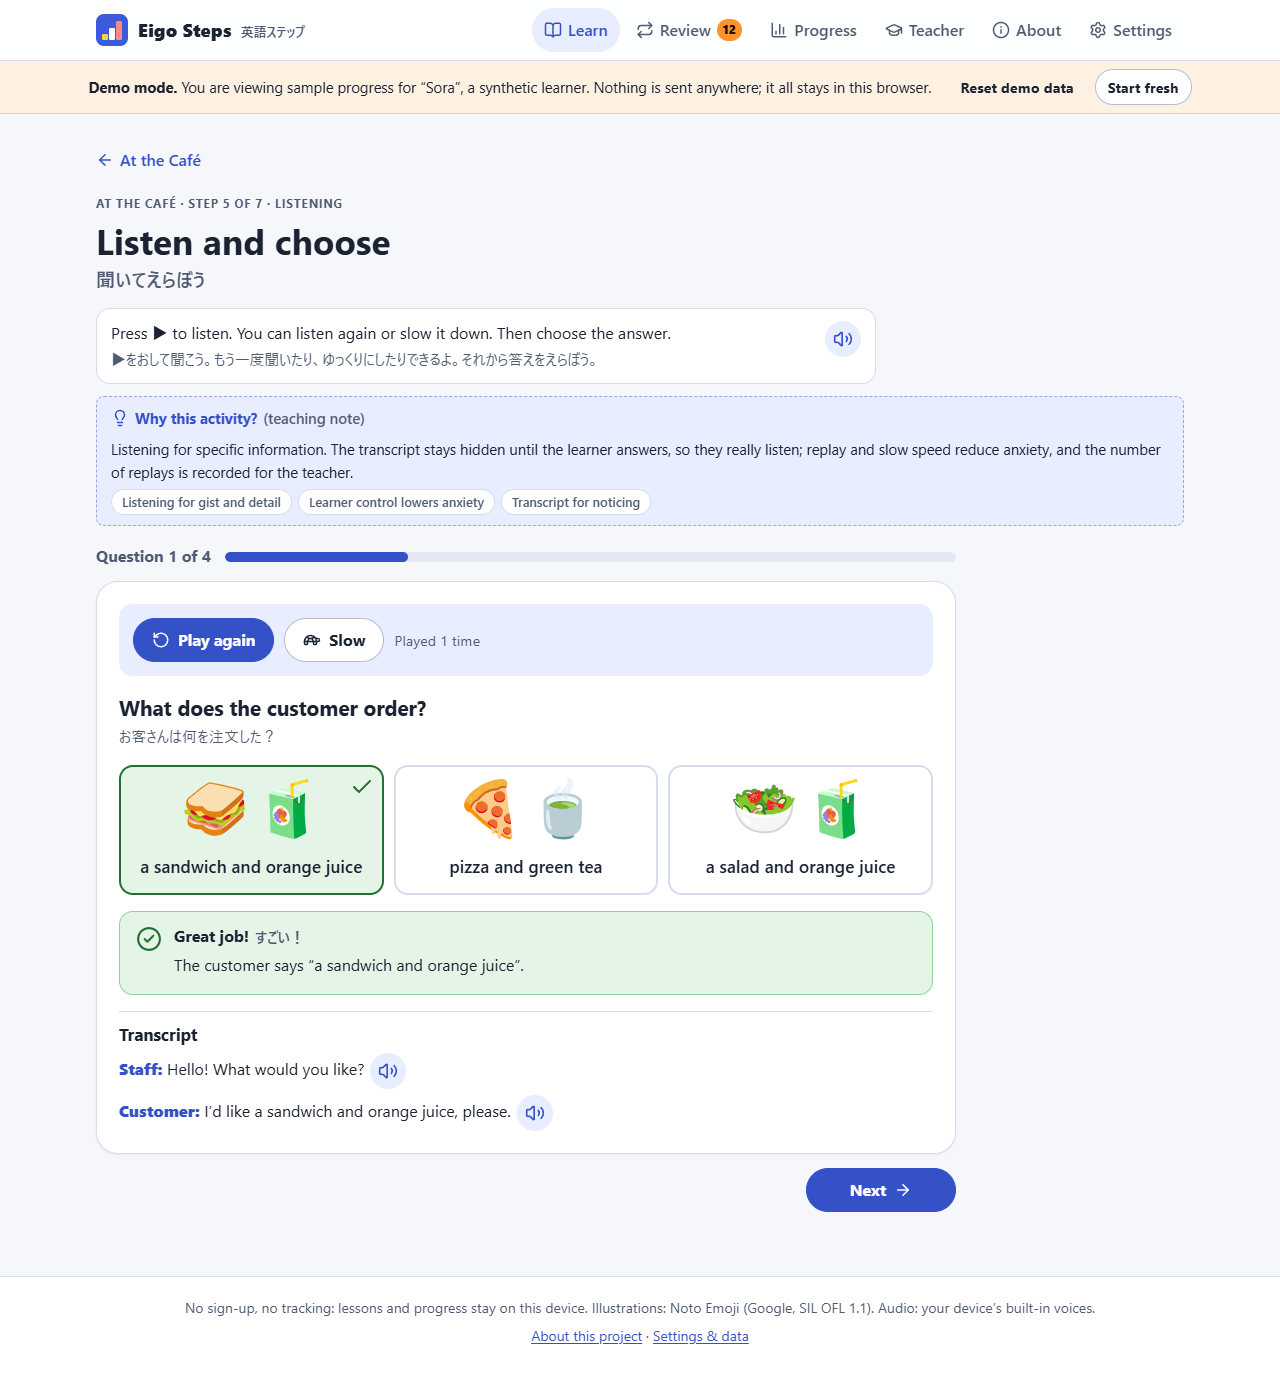 Eigo Steps 英語ステップ
Learn
Review 12
Progress
Teacher
About
Settings
Demo mode. You are viewing sample progress for “Sora”, a synthetic learner. Nothing is sent anywhere; it all stays in this browser.
Reset demo data
Start fresh
← At the Café
AT THE CAFÉ · STEP 5 OF 7 · LISTENING
Listen and choose
聞いてえらぼう
Press ▶ to listen. You can listen again or slow it down. Then choose the answer.
▶をおして聞こう。もう一度聞いたり、ゆっくりにしたりできるよ。それから答えをえらぼう。
Why this activity? (teaching note)
Listening for specific information. The transcript stays hidden until the learner answers, so they really listen; replay and slow speed reduce anxiety, and the number
of replays is recorded for the teacher.
Listening for gist and detail
Learner control lowers anxiety
Transcript for noticing
Question 1 of 4
Play again
Slow
Played 1 time
What does the customer order?
お客さんは何を注文した？
a sandwich and orange juice
pizza and green tea
a salad and orange juice
Great job! すごい！
The customer says “a sandwich and orange juice”.
Transcript
Staff: Hello! What would you like?
Customer: I’d like a sandwich and orange juice, please.
Next →
No sign-up, no tracking: lessons and progress stay on this device. Illustrations: Noto Emoji (Google, SIL OFL 1.1). Audio: your device’s built-in voices.
About this project · Settings & data